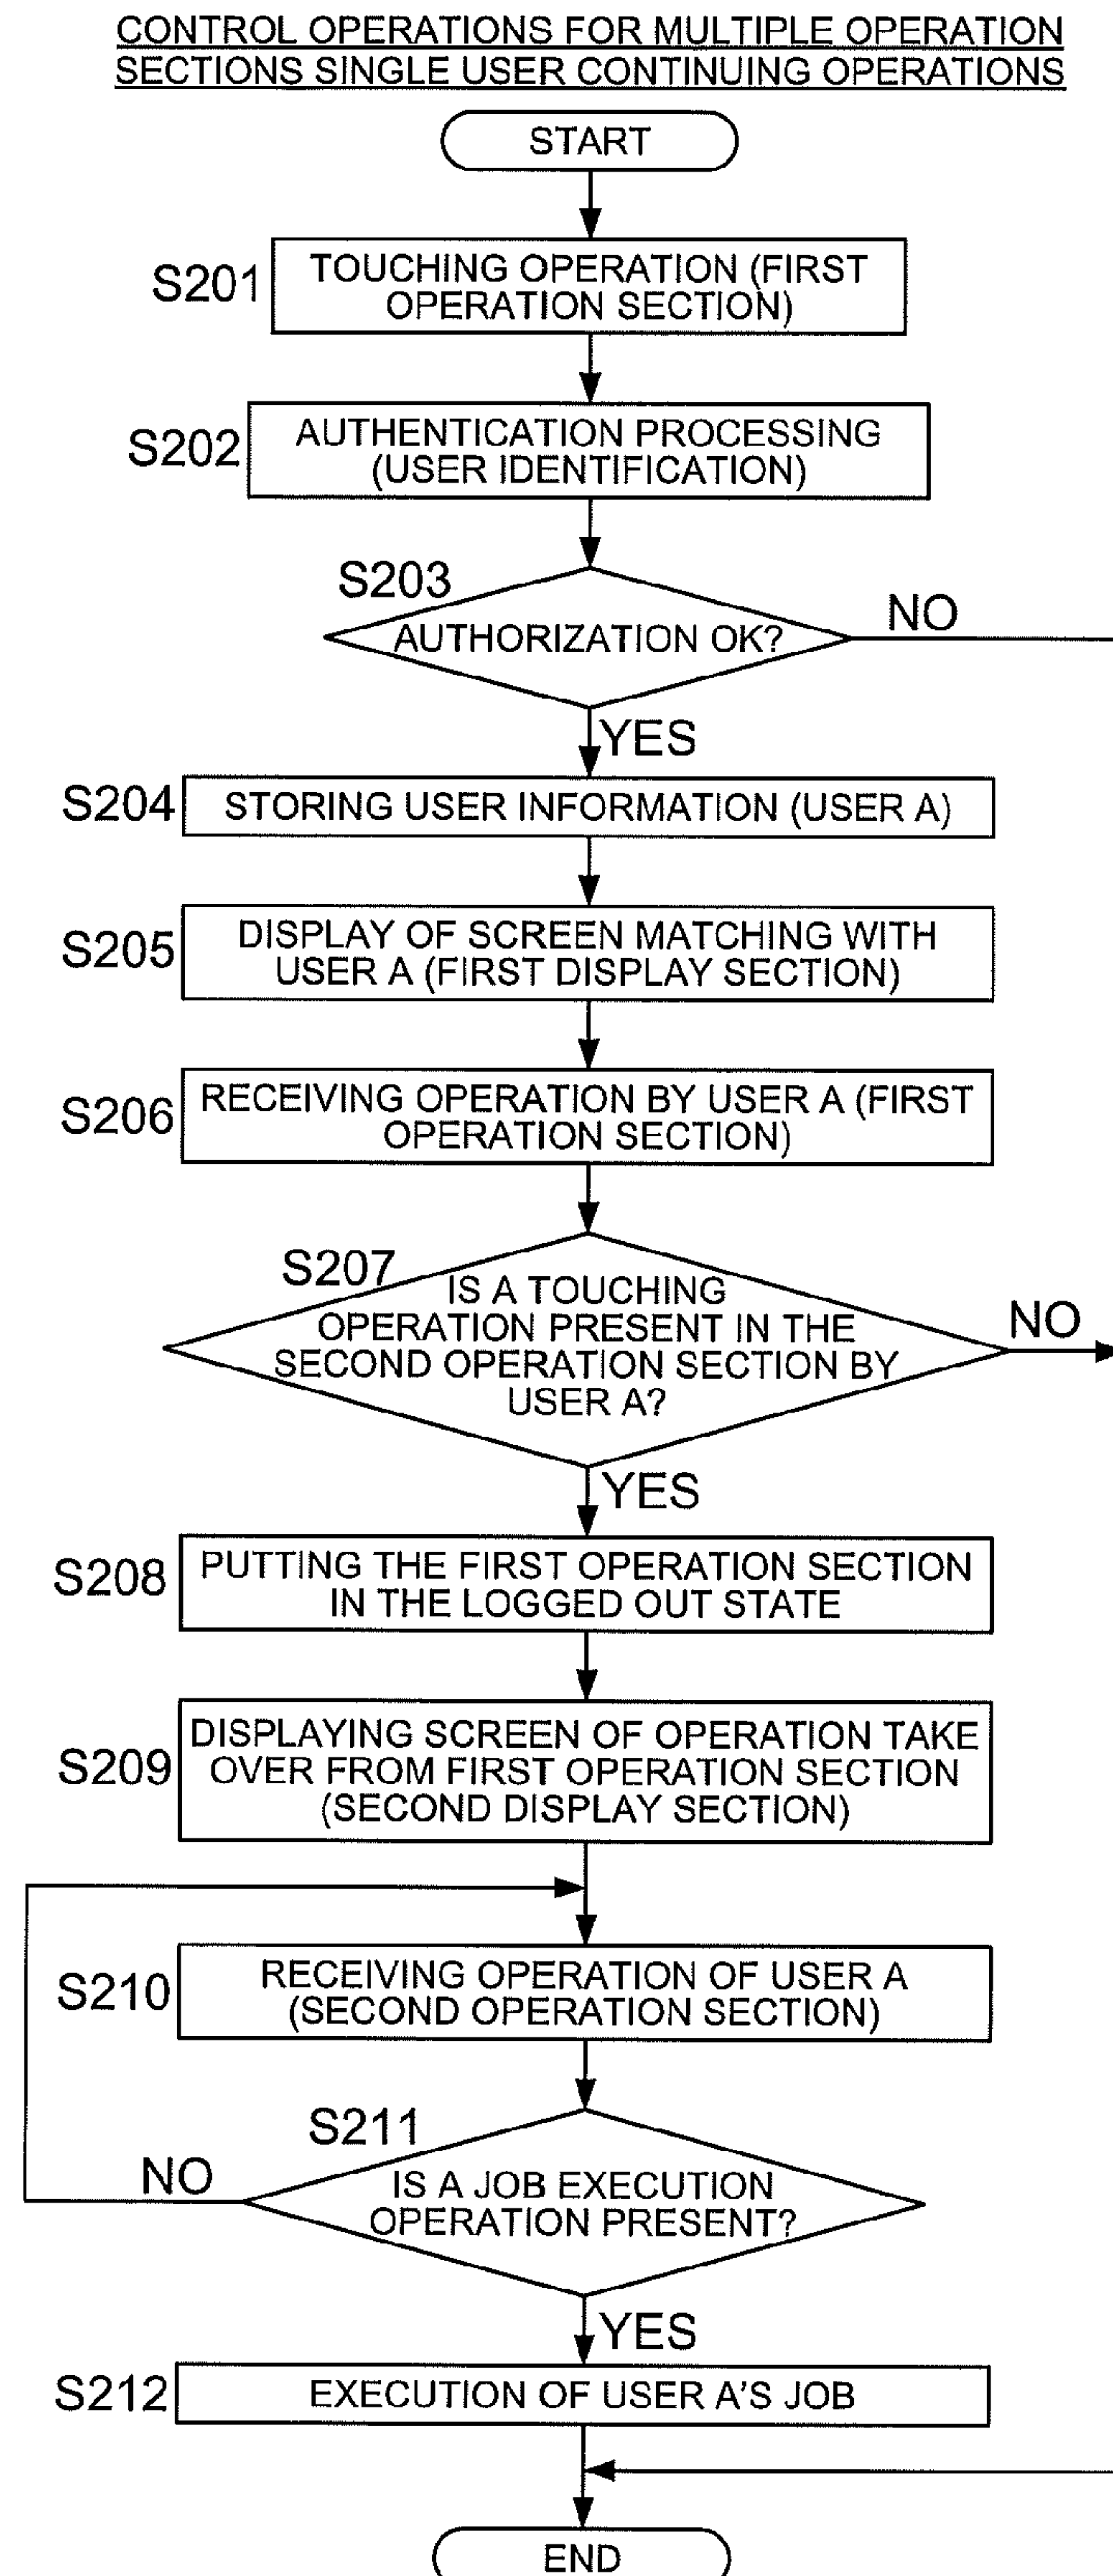 CONTROL OPERATIONS FOR MULTIPLE OPERATION
SECTIONS SINGLE USER CONTINUING OPERATIONS
START
S201
TOUCHING OPERATION (FIRST
OPERATION SECTION)
S202
AUTHENTICATION PROCESSING
(USER IDENTIFICATION)
S203
AUTHORIZATION OK?
NO
YES
S204
STORING USER INFORMATION (USER A)
S205
DISPLAY OF SCREEN MATCHING WITH
USER A (FIRST DISPLAY SECTION)
S206
RECEIVING OPERATION BY USER A (FIRST
OPERATION SECTION)
S207
IS A TOUCHING
OPERATION PRESENT IN THE
SECOND OPERATION SECTION BY
USER A?
NO
YES
S208
PUTTING THE FIRST OPERATION SECTION
IN THE LOGGED OUT STATE
S209
DISPLAYING SCREEN OF OPERATION TAKE
OVER FROM FIRST OPERATION SECTION
(SECOND DISPLAY SECTION)
S210
RECEIVING OPERATION OF USER A
(SECOND OPERATION SECTION)
S211
IS A JOB EXECUTION
OPERATION PRESENT?
NO
YES
S212
EXECUTION OF USER A'S JOB
END